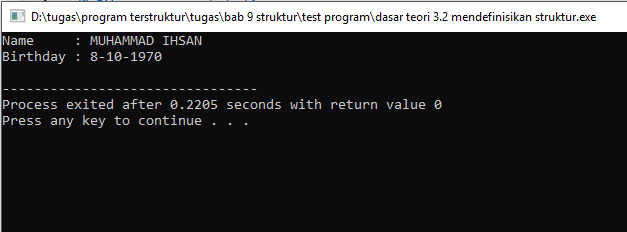 D:\tugas\program terstruktur\tugas\bab 9 struktur\test program\dasar teori 3.2 mendefinisikan struktur.exe
Name     : MUHAMMAD IHSAN
Birthday : 8-10-1970
--------------------------------
Process exited after 0.2205 seconds with return value 0
Press any key to continue . . .